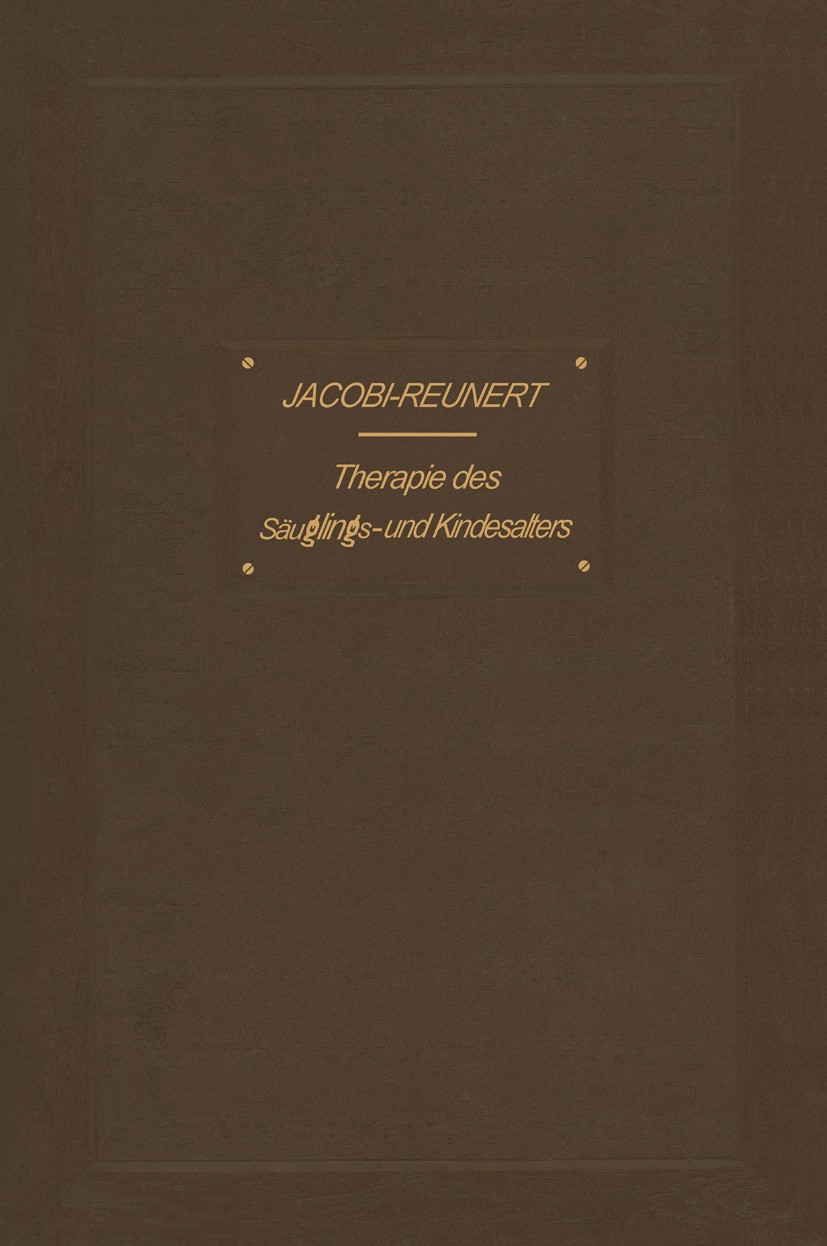 JACOBI-REUNERT
Therapie des
Säuglings-und Kindesalters